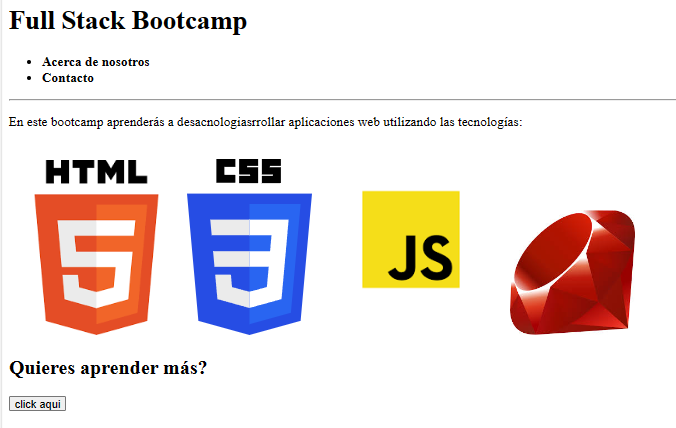 Full Stack Bootcamp
Acerca de nosotros
Contacto
En este bootcamp aprenderás a desacnologiasrrollar aplicaciones web utilizando las tecnologías:
HTML CSS
5 3 JS
Quieres aprender más?
click aqui